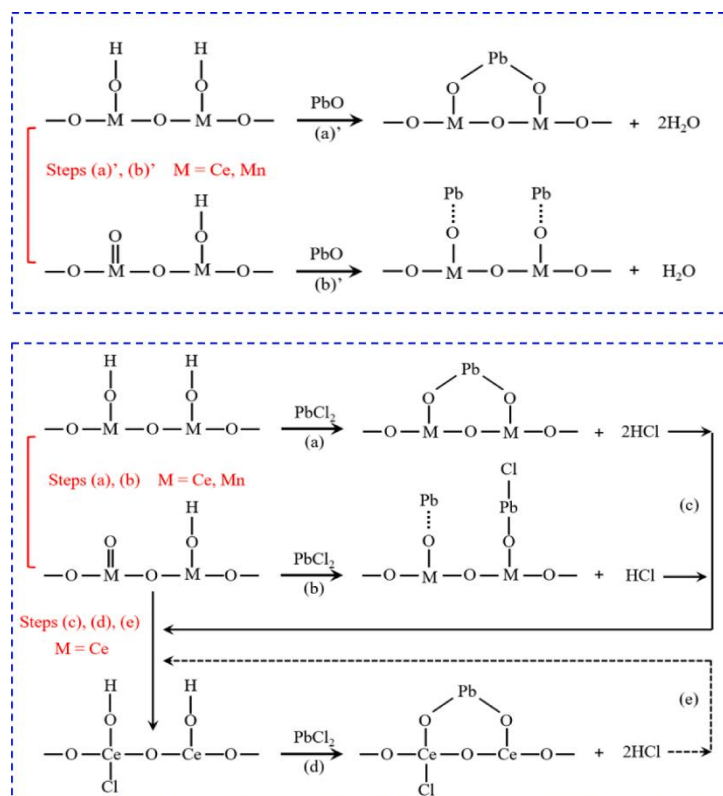 H H Pb
O O PbO O O
—O—M—O—M—O— (a)’ —O—M—O—M—O— + 2H₂O
Steps (a)’, (b)’ M = Ce, Mn
H Pb Pb
O O PbO O O
—O—M—O—M—O— (b)’ —O—M—O—M—O— + H₂O
H H Pb
O O PbCl₂ O O
—O—M—O—M—O— (a) —O—M—O—M—O— + 2HCl
Steps (a), (b) M = Ce, Mn
Cl
(c)
H Pb Pb
O O PbCl₂ O O
—O—M—O—M—O— (b) —O—M—O—M—O— + HCl
Steps (c), (d), (e)
M = Ce
H H Pb
(e)
O O PbCl₂ O O
—O—Ce—O—Ce—O— (d) —O—Ce—O—Ce—O— + 2HCl
Cl Cl